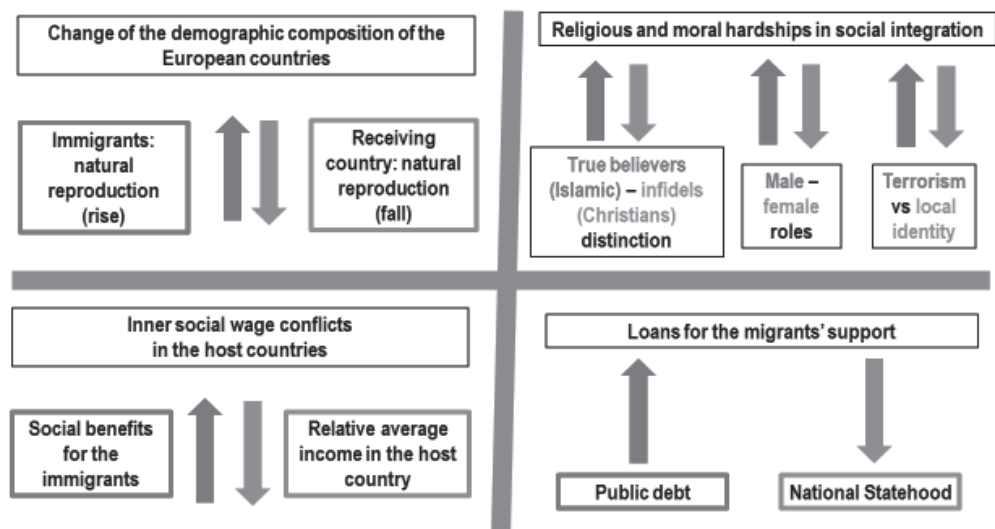 Change of the demographic composition of the
European countries
Immigrants:
natural
reproduction
(rise)
Receiving
country: natural
reproduction
(fall)
Religious and moral hardships in social integration
True believers
(Islamic) – infidels
(Christians)
distinction
Male –
female
roles
Terrorism
vs local
identity
Inner social wage conflicts
in the host countries
Social benefits
for the
immigrants
Relative average
income in the host
country
Loans for the migrants' support
Public debt
National Statehood